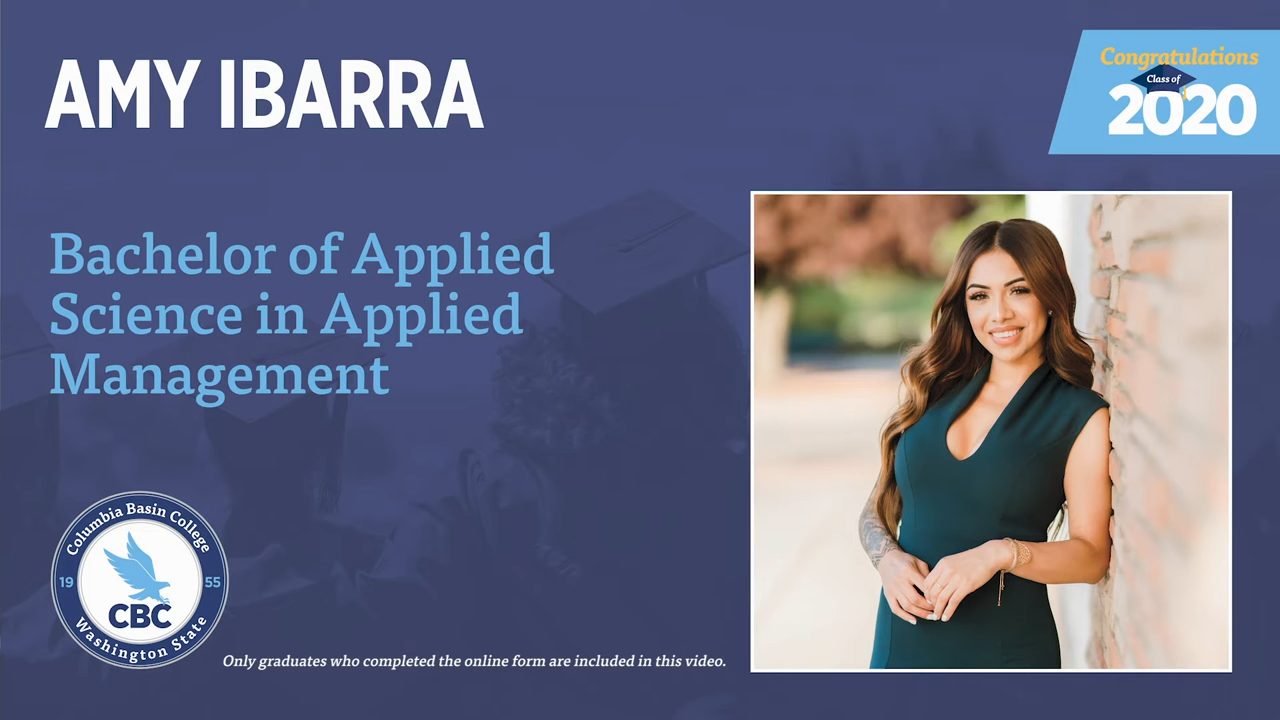 AMY IBARRA
Congratulations
Class of
2020
Bachelor of Applied
Science in Applied
Management
Columbia Basin College
19 55
CBC
Washington State
Only graduates who completed the online form are included in this video.